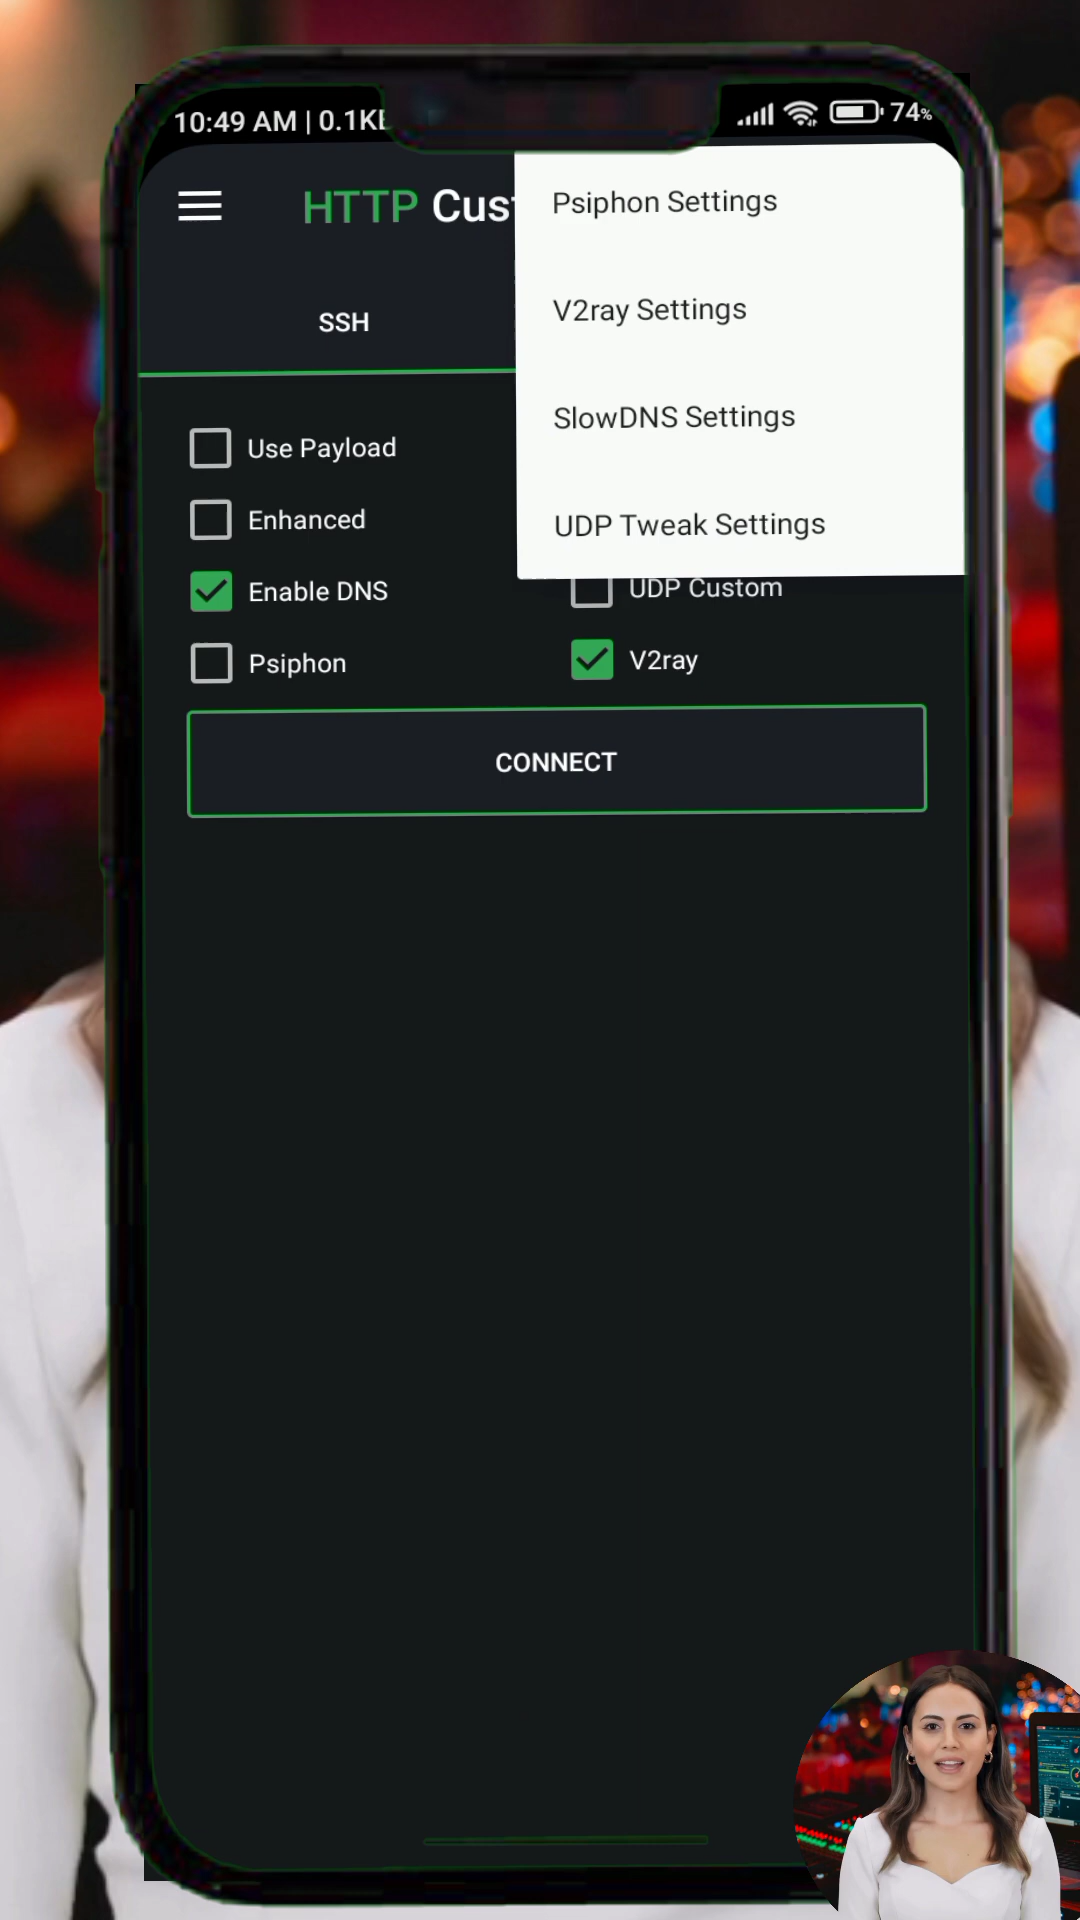 10:49 AM | 0.1K
74%
HTTP Cus
Psiphon Settings
V2ray Settings
SlowDNS Settings
UDP Tweak Settings
SSH
Use Payload
Enhanced
Enable DNS
UDP Custom
Psiphon
V2ray
CONNECT